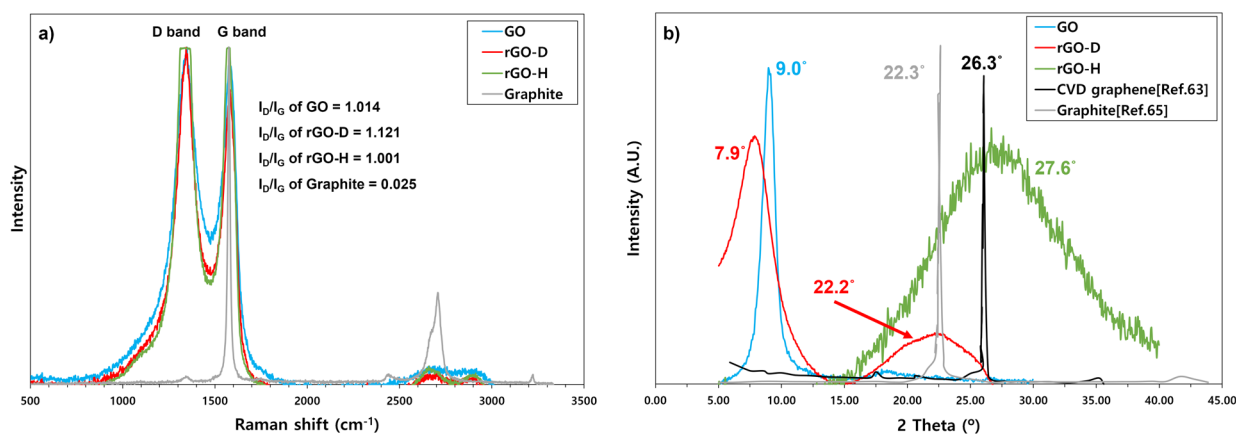 a)
D band
G band
GO
rGO-D
rGO-H
Graphite
I_D/I_G of GO = 1.014
I_D/I_G of rGO-D = 1.121
I_D/I_G of rGO-H = 1.001
I_D/I_G of Graphite = 0.025
Intensity
500 1000 1500 2000 2500 3000 3500
Raman shift (cm⁻¹)
b)
GO
rGO-D
rGO-H
CVD graphene[Ref.63]
Graphite[Ref.65]
9.0°
22.3°
26.3°
7.9°
27.6°
22.2°
Intensity (A.U.)
0.00 5.00 10.00 15.00 20.00 25.00 30.00 35.00 40.00 45.00
2 Theta (º)